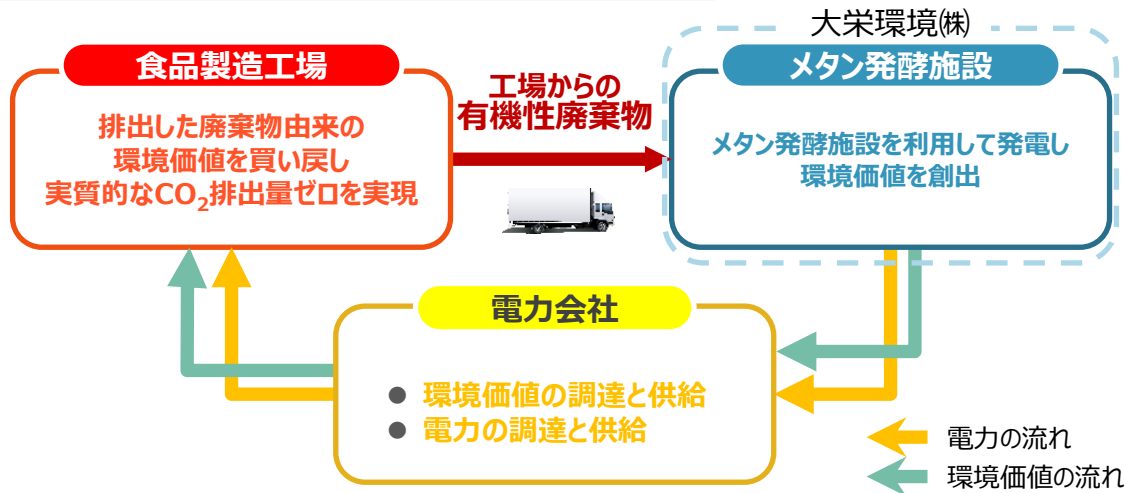 大栄環境㈱
食品製造工場
排出した廃棄物由来の
環境価値を買い戻し
実質的なCO₂排出量ゼロを実現
工場からの
有機性廃棄物
メタン発酵施設
メタン発酵施設を利用して発電し
環境価値を創出
電力会社
● 環境価値の調達と供給
● 電力の調達と供給
電力の流れ
環境価値の流れ